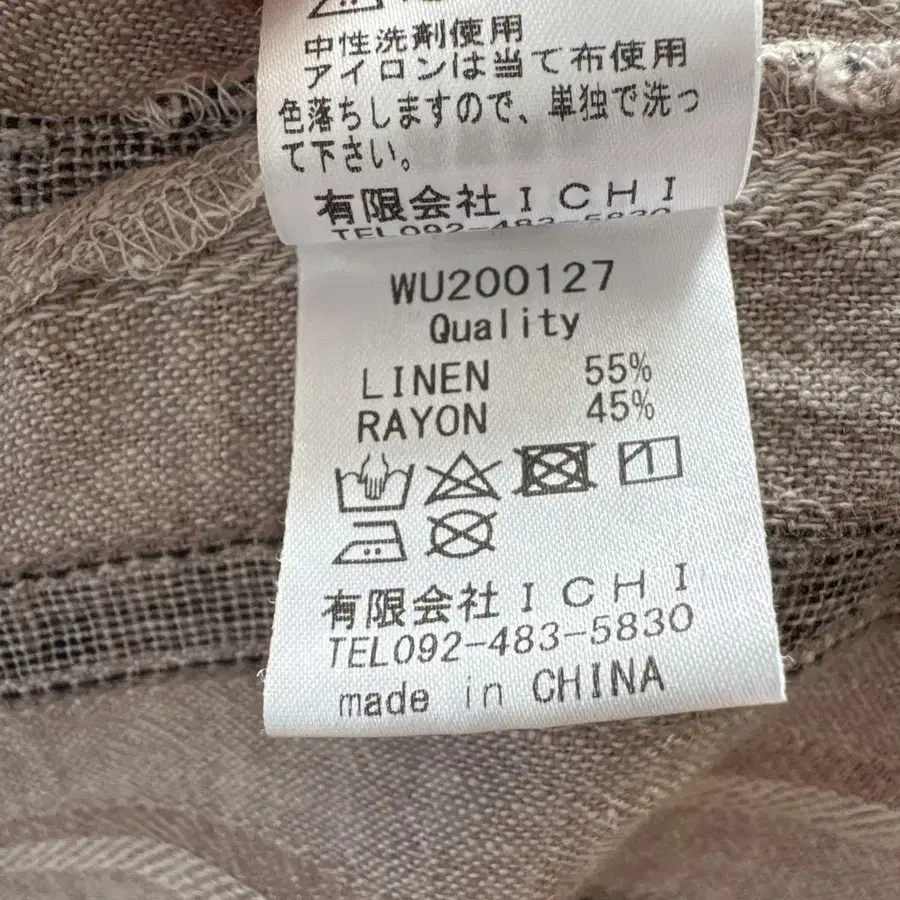 中性洗剤使用
アイロンは当て布使用
色落ちしますので、単独で洗っ
て下さい。
有限会社ICHI
TEL092-483-5830
WU200127
Quality
LINEN 55%
RAYON 45%
有限会社ICHI
TEL092-483-5830
made in CHINA